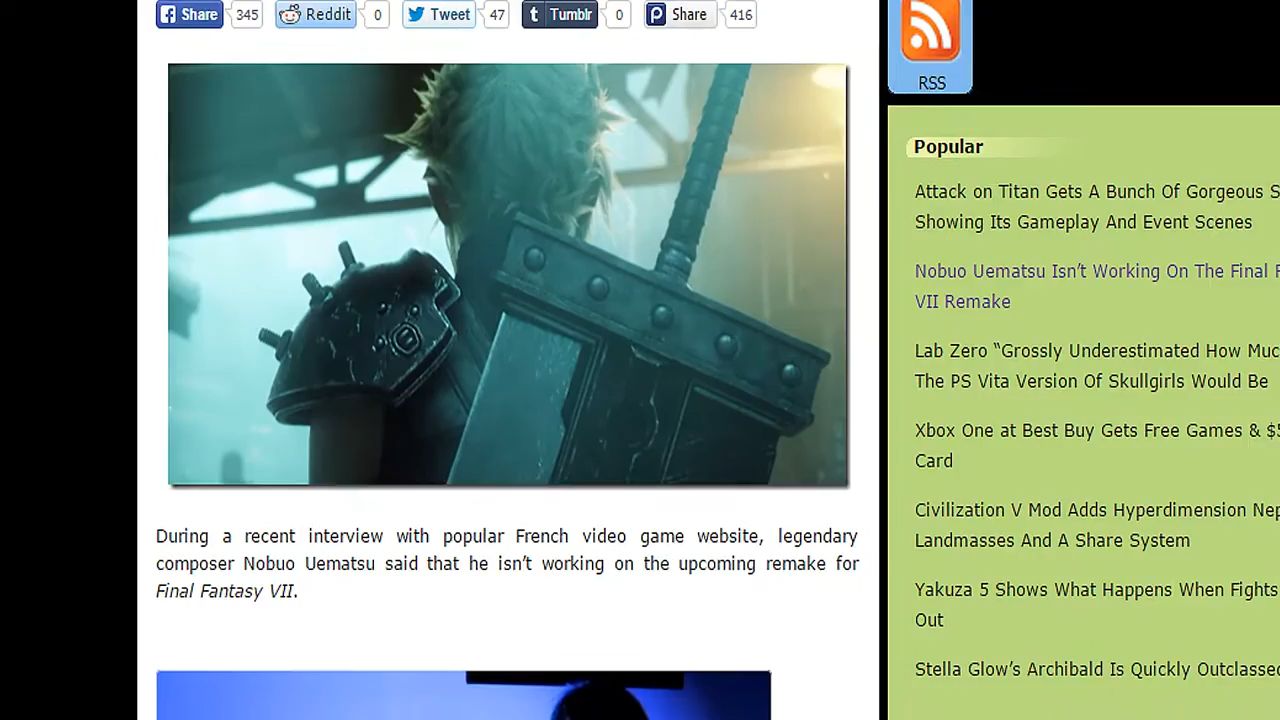 Share 345 Reddit 0 Tweet 47 Tumblr 0 Share 416
RSS
Popular
Attack on Titan Gets A Bunch Of Gorgeous
Showing Its Gameplay And Event Scenes
Nobuo Uematsu Isn't Working On The Final
VII Remake
Lab Zero “Grossly Underestimated How
The PS Vita Version Of Skullgirls Would Be
Xbox One at Best Buy Gets Free Games &
Card
Civilization V Mod Adds Hyperdimension
Landmasses And A Share System
Yakuza 5 Shows What Happens When Fights
Out
Stella Glow’s Archibald Is Quickly
During a recent interview with popular French video game website, legendary
composer Nobuo Uematsu said that he isn’t working on the upcoming remake for
Final Fantasy VII.